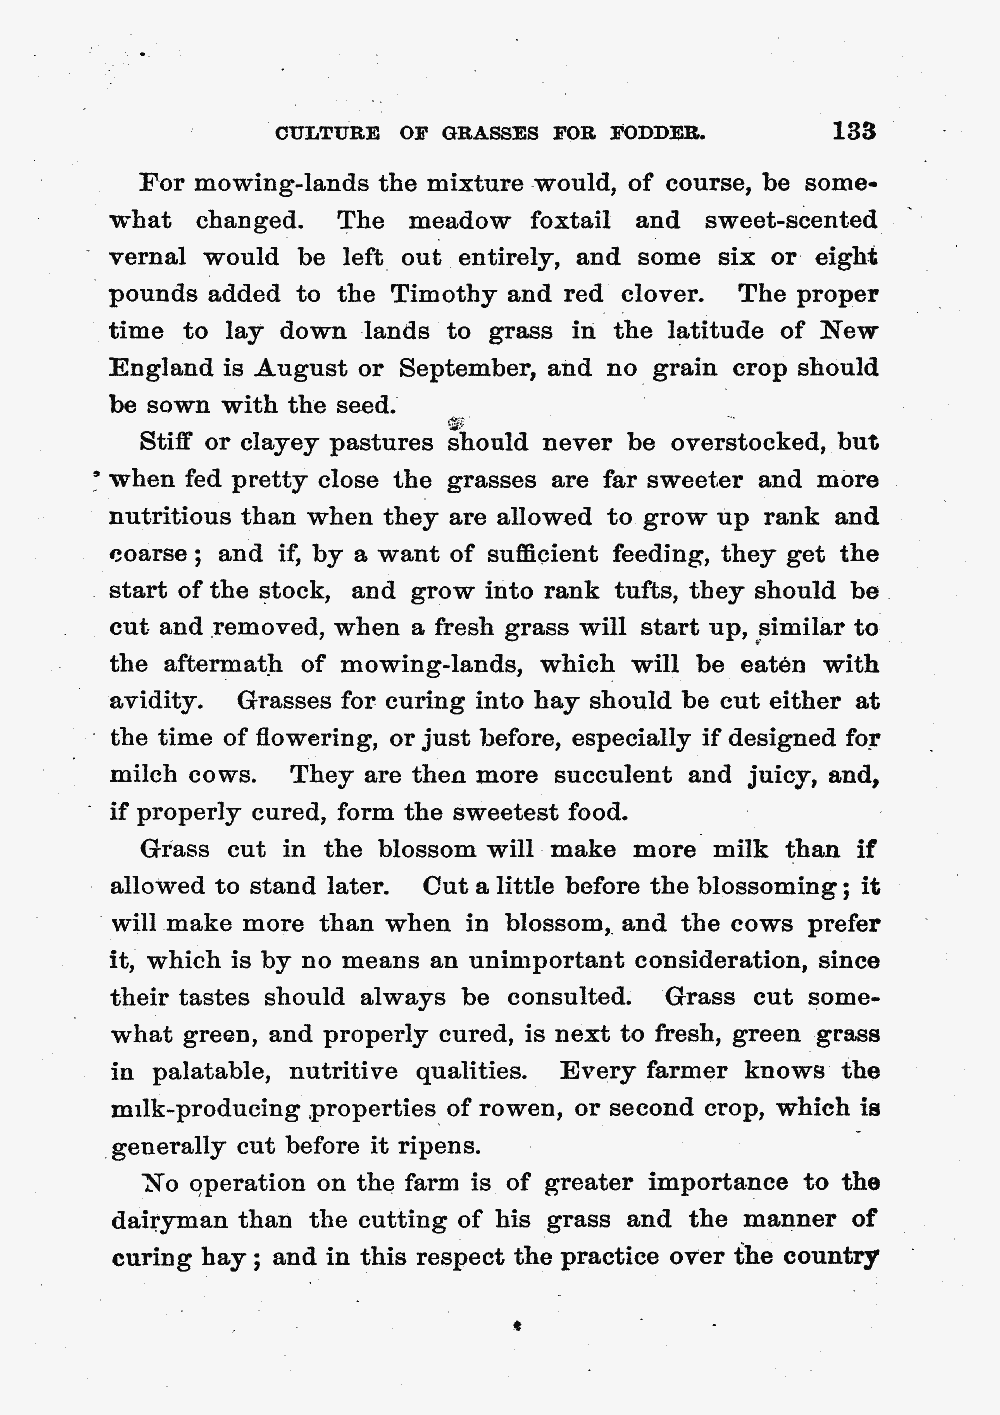 CULTURE OF GRASSES FOR FODDER. 133
For mowing-lands the mixture would, of course, be some-
what changed. The meadow foxtail and sweet-scented
vernal would be left out entirely, and some six or eight
pounds added to the Timothy and red clover. The proper
time to lay down lands to grass in the latitude of New
England is August or September, and no grain crop should
be sown with the seed.
Stiff or clayey pastures should never be overstocked, but
when fed pretty close the grasses are far sweeter and more
nutritious than when they are allowed to grow up rank and
coarse; and if, by a want of sufficient feeding, they get the
start of the stock, and grow into rank tufts, they should be
cut and removed, when a fresh grass will start up, similar to
the aftermath of mowing-lands, which will be eaten with
avidity. Grasses for curing into hay should be cut either at
the time of flowering, or just before, especially if designed for
milch cows. They are then more succulent and juicy, and,
if properly cured, form the sweetest food.
Grass cut in the blossom will make more milk than if
allowed to stand later. Cut a little before the blossoming; it
will make more than when in blossom, and the cows prefer
it, which is by no means an unimportant consideration, since
their tastes should always be consulted. Grass cut some-
what green, and properly cured, is next to fresh, green grass
in palatable, nutritive qualities. Every farmer knows the
milk-producing properties of rowen, or second crop, which is
generally cut before it ripens.
No operation on the farm is of greater importance to the
dairyman than the cutting of his grass and the manner of
curing hay; and in this respect the practice over the country